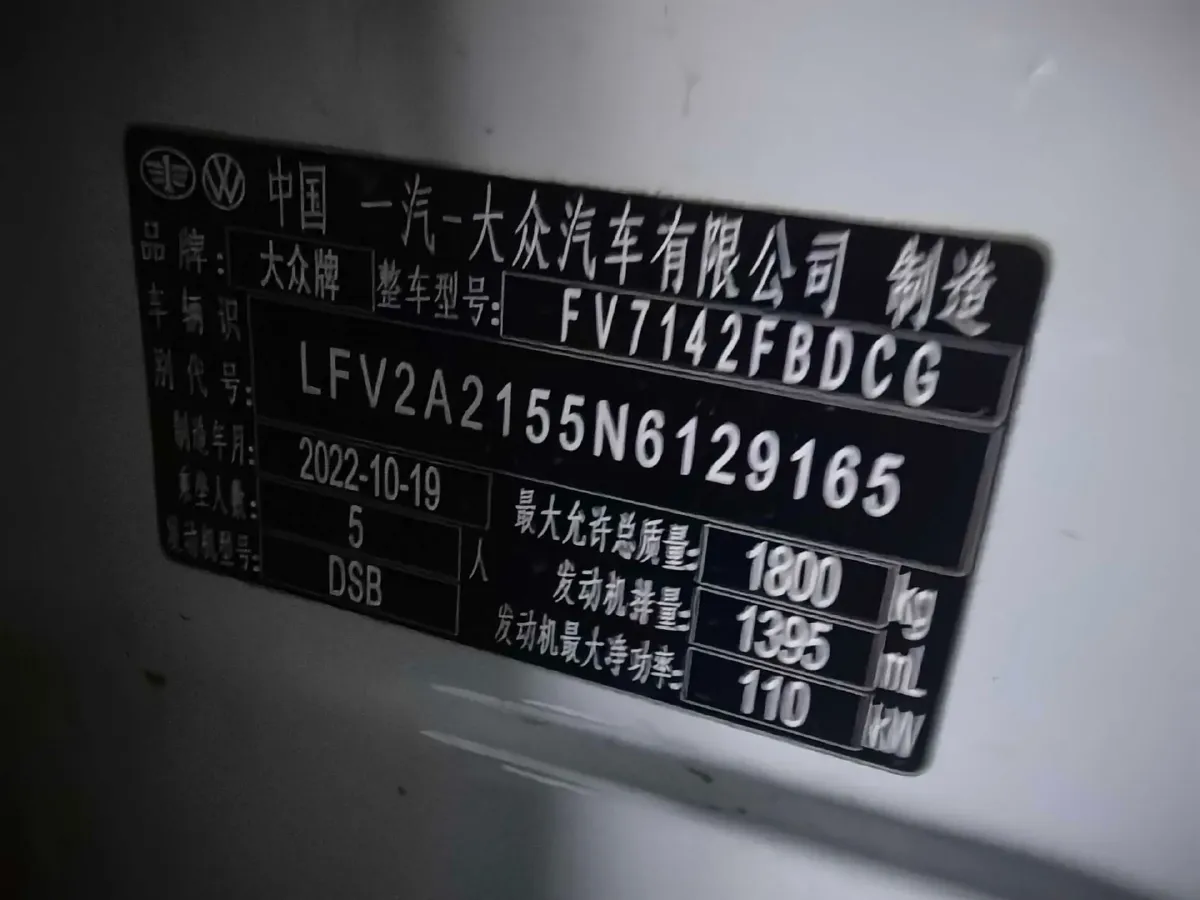 中国 一汽-大众汽车有限公司 制造
品牌: 大众牌 整车型号: FV7142FBDCG
车辆识别代号: LFV2A2155N6129165
制造年月: 2022-10-19
乘坐人数: 5 人
发动机型号: DSB
最大允许总质量: 1800 kg
发动机排量: 1395 mL
发动机最大净功率: 110 kW